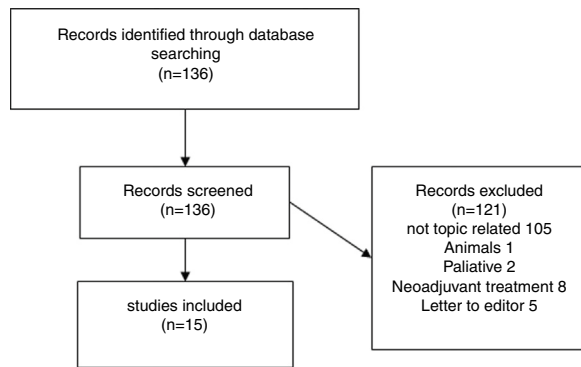 Records identified through database
searching
(n=136)
Records screened
(n=136)
Records excluded
(n=121)
not topic related 105
Animals 1
Paliative 2
Neoadjuvant treatment 8
Letter to editor 5
studies included
(n=15)